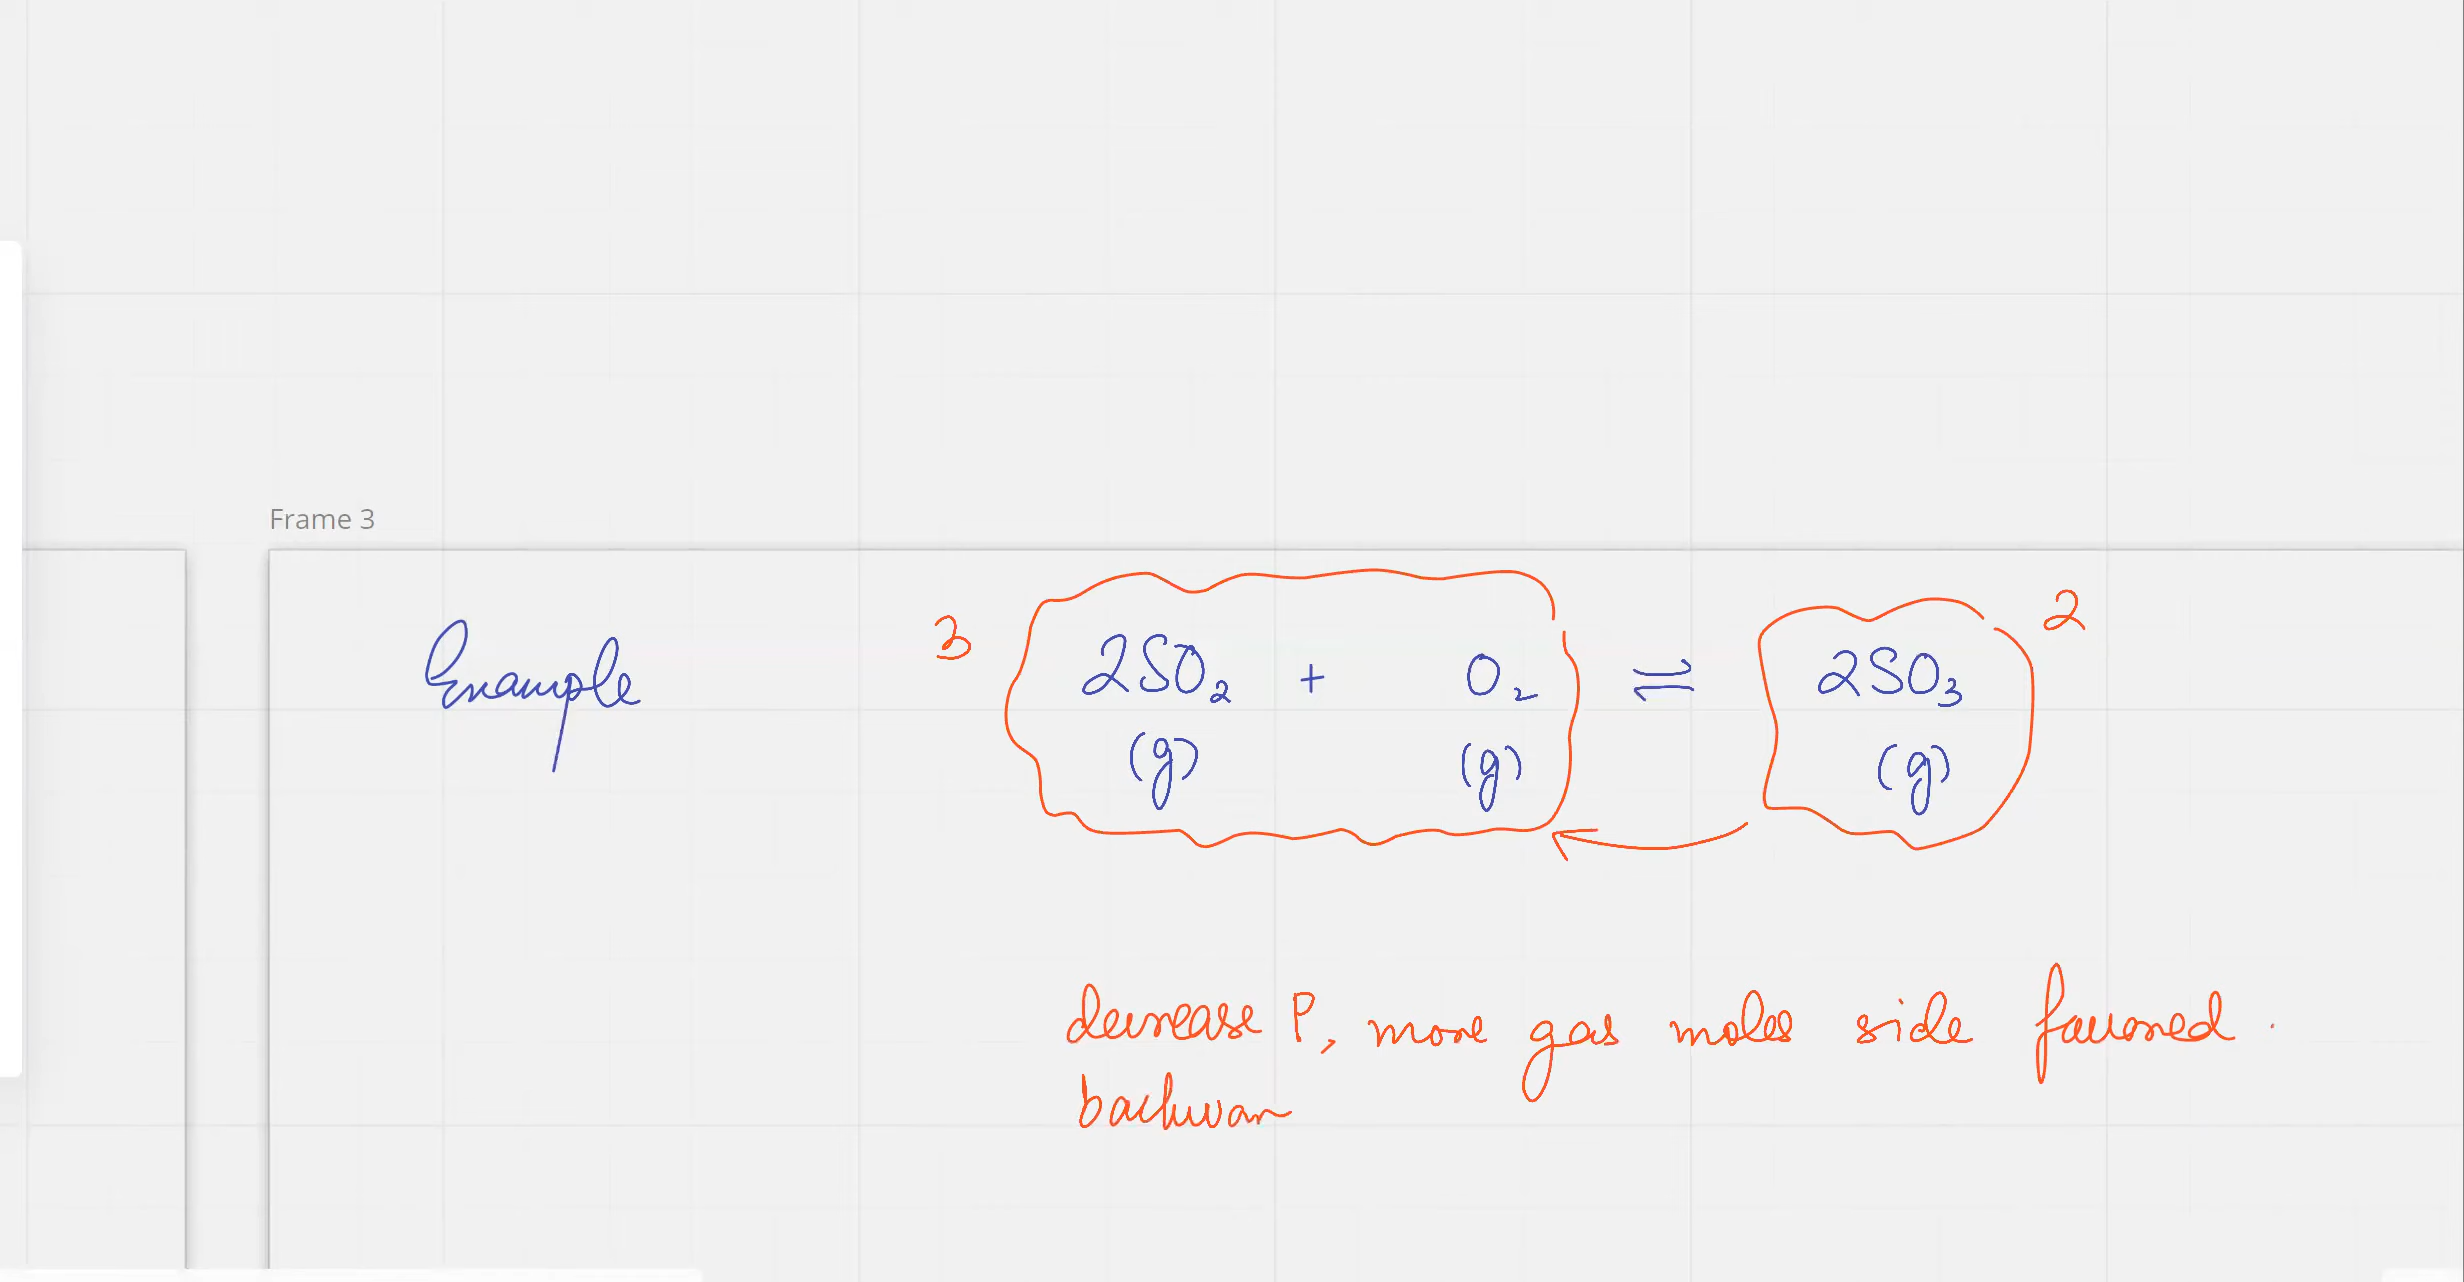 Frame 3
Example 3 2SO₂ + O₂ ⇌ 2SO₃ 2
(g) (g) (g)
decrease P, more gas moles side favored.
backwar